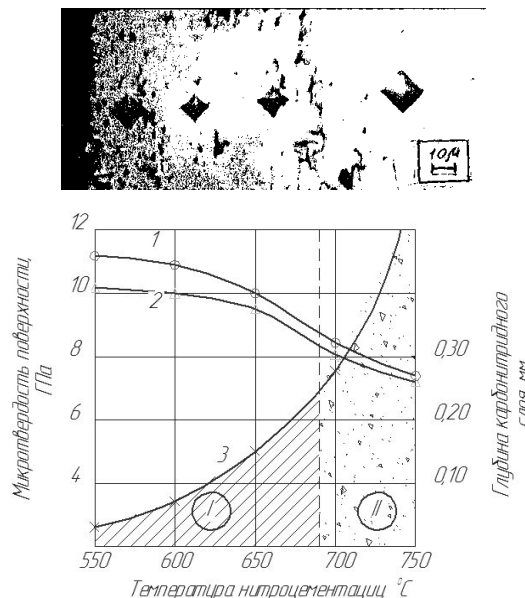 10μ
12
10
8
6
4
Микротвердость поверхности,
ГПа
1
2
3
I
II
0,30
0,20
0,10
Глубина карбонитридного
слоя, мм
550 600 650 700 750
Температура нитроцементации °С